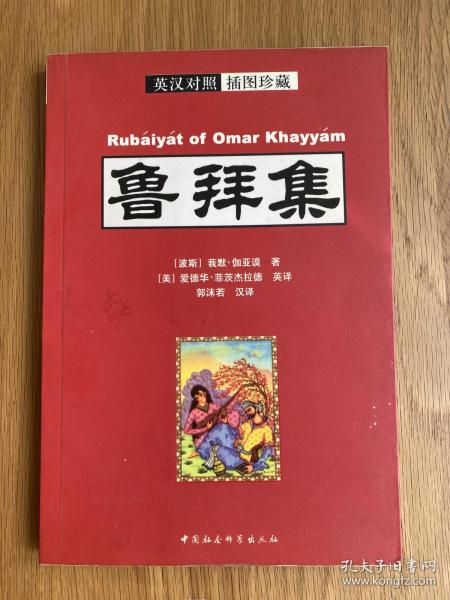 英汉对照 插图珍藏
Rubáiyát of Omar Khayyám
鲁拜集
[波斯] 莪默·伽亚谟 著
[美] 爱德华·菲茨杰拉德 英译
郭沫若 汉译
中国社会科学出版社
孔夫子旧书网
www.kongfz.com